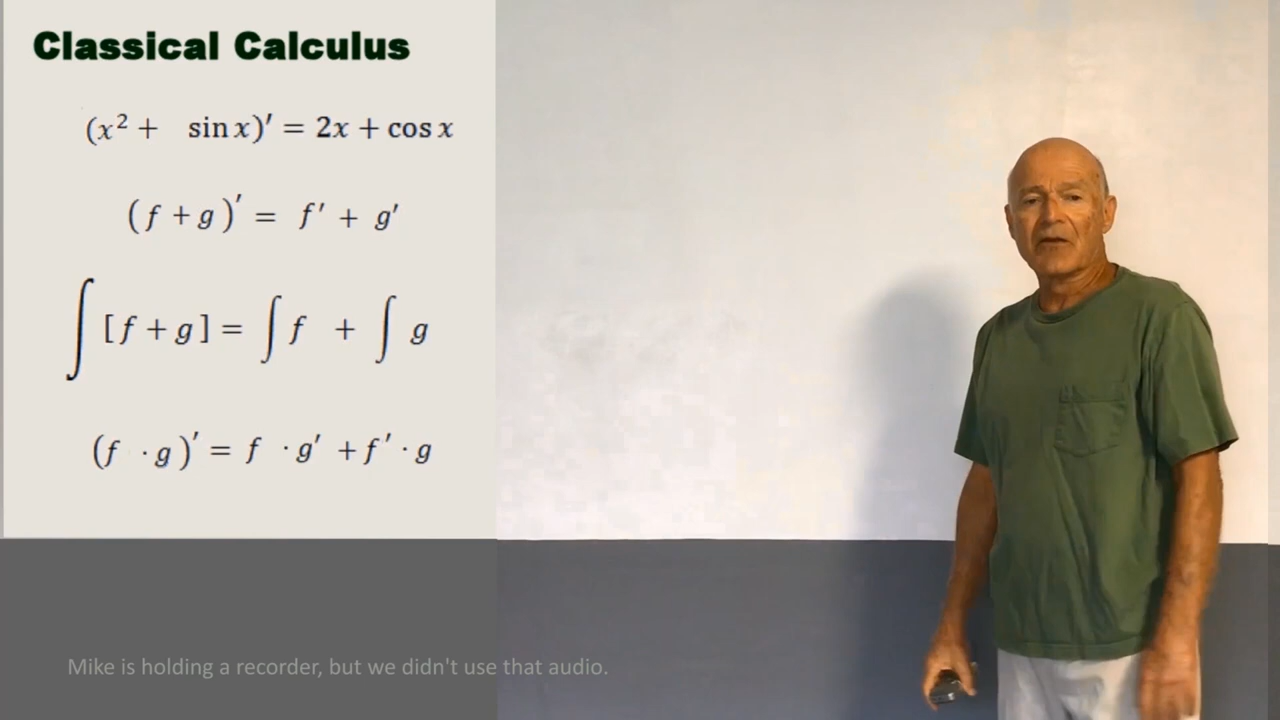 Classical Calculus
(x² + sin x)′ = 2x + cos x
(f + g)′ = f′ + g′
∫ [f + g] = ∫ f + ∫ g
(f · g)′ = f · g′ + f′ · g
Mike is holding a recorder, but we didn't use that audio.